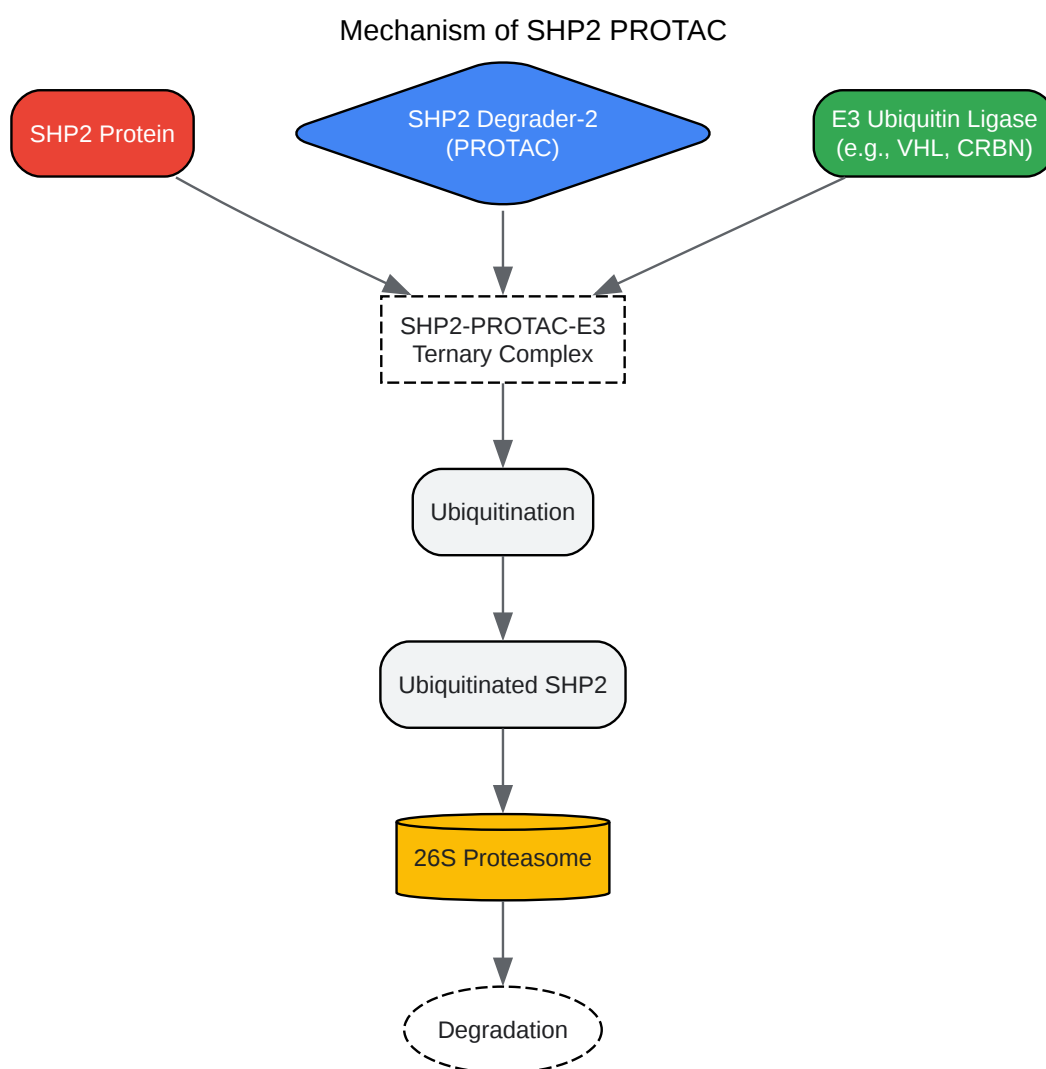 Mechanism of SHP2 PROTAC
SHP2 Protein
SHP2 Degrader-2
(PROTAC)
E3 Ubiquitin Ligase
(e.g., VHL, CRBN)
SHP2-PROTAC-E3
Ternary Complex
Ubiquitination
Ubiquitinated SHP2
26S Proteasome
Degradation